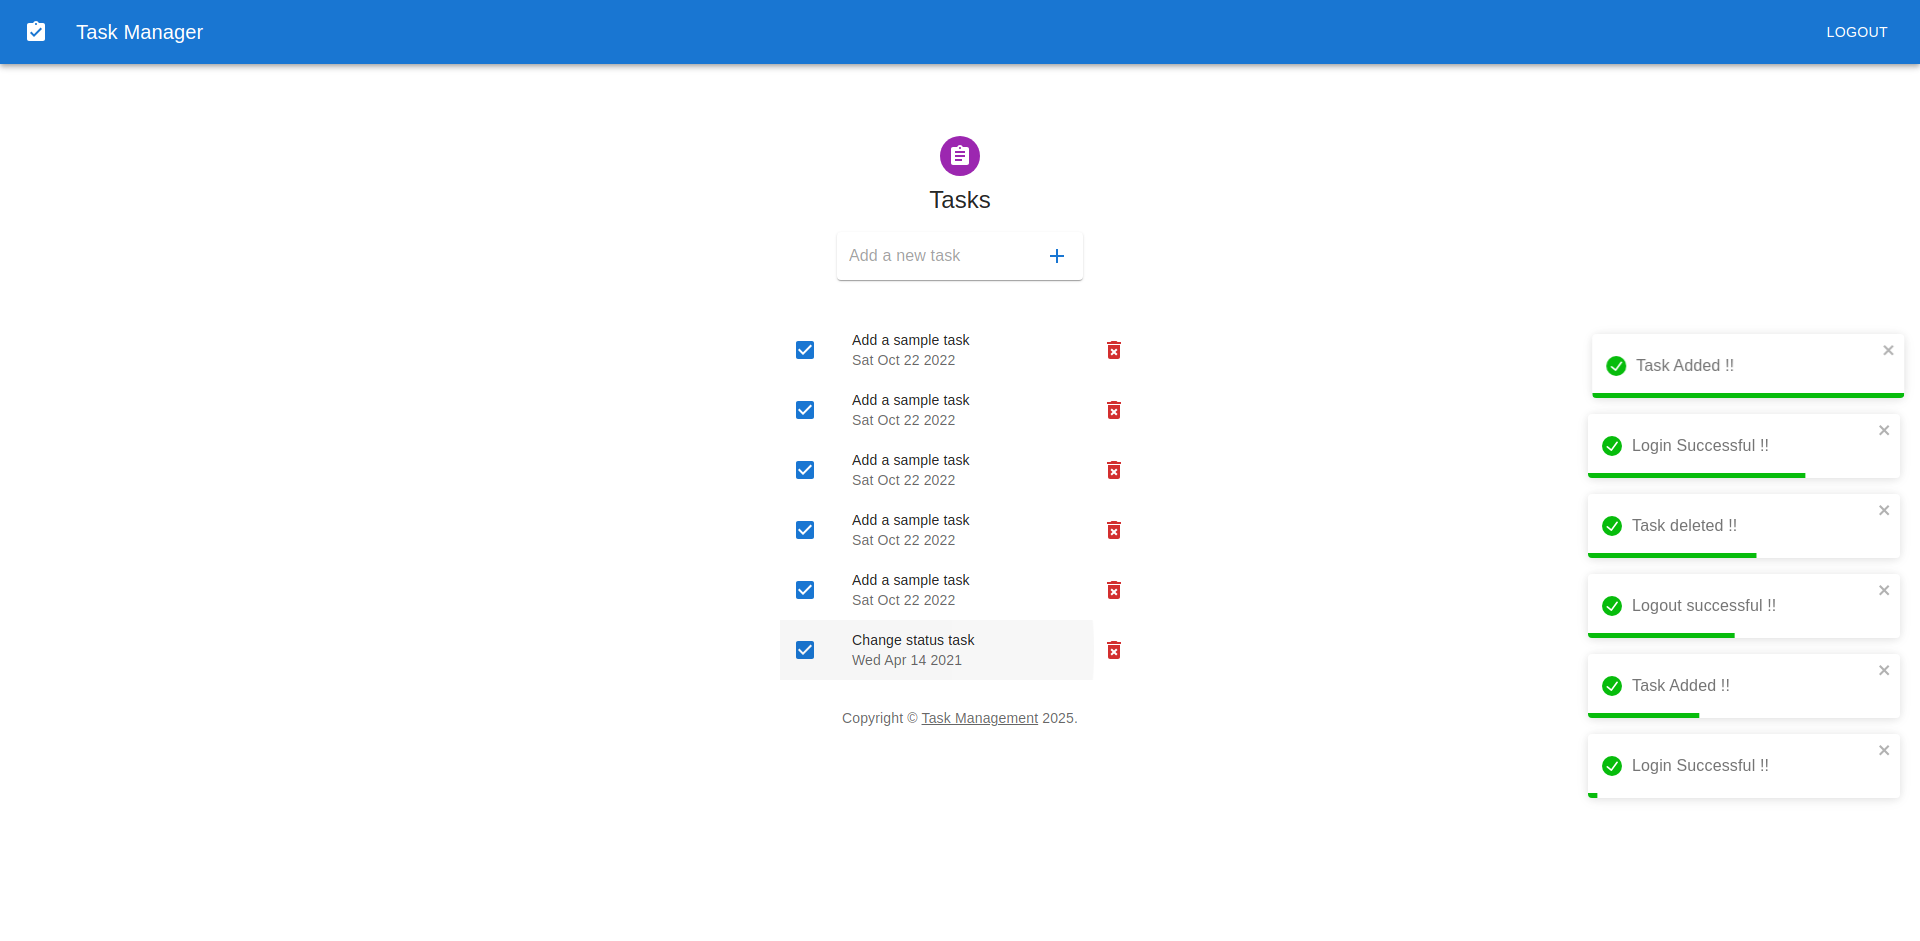 Task Manager
LOGOUT
Tasks
Add a new task
Add a sample task
Sat Oct 22 2022
Add a sample task
Sat Oct 22 2022
Add a sample task
Sat Oct 22 2022
Add a sample task
Sat Oct 22 2022
Add a sample task
Sat Oct 22 2022
Change status task
Wed Apr 14 2021
Copyright © Task Management 2025.
Task Added !!
Login Successful !!
Task deleted !!
Logout successful !!
Task Added !!
Login Successful !!